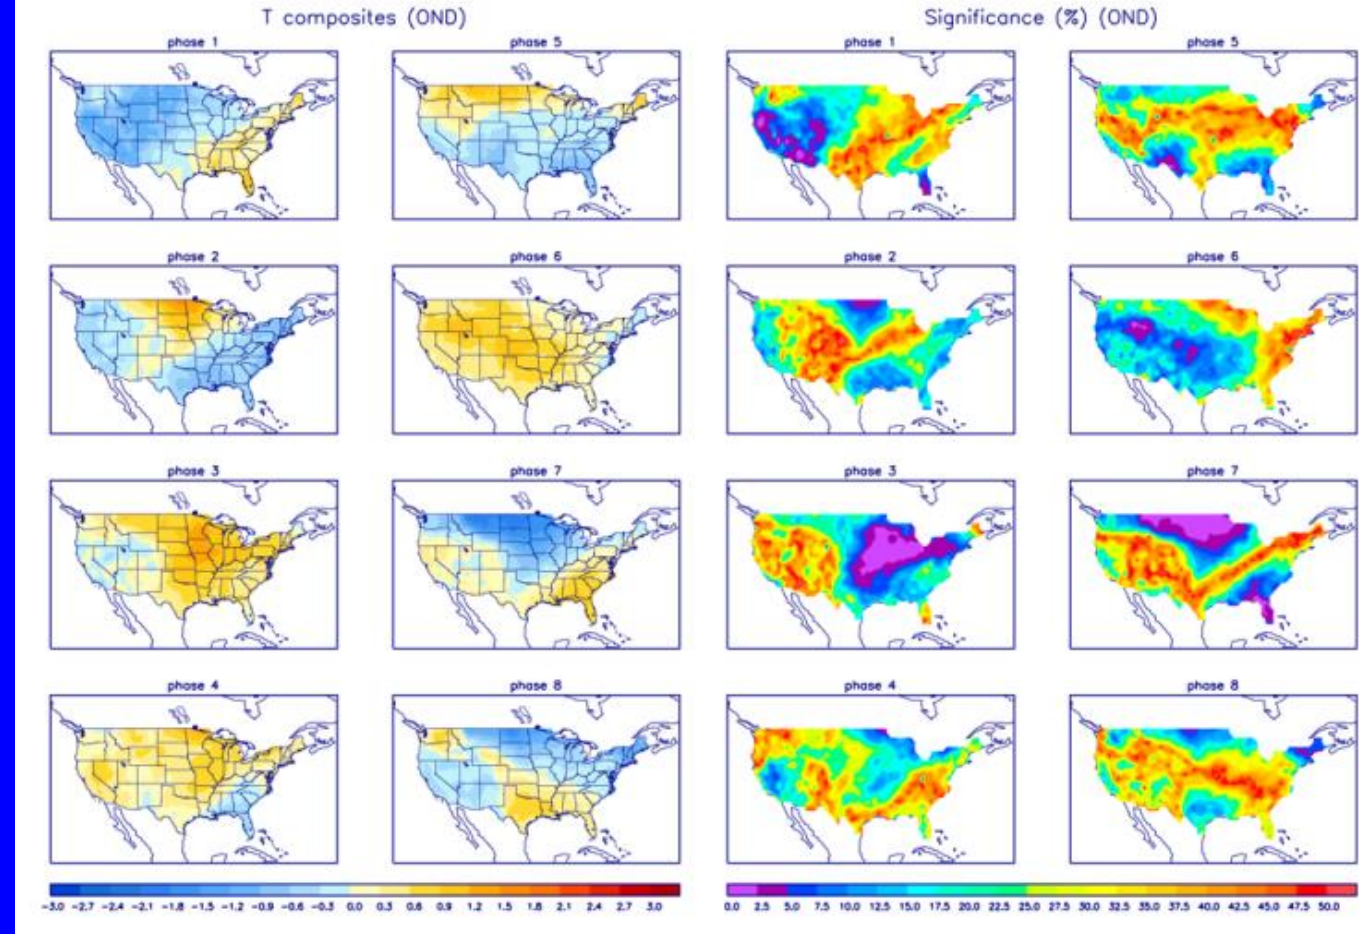 T composites (OND)
Significance (%) (OND)
phase 1
phase 5
phase 1
phase 5
phase 2
phase 6
phase 2
phase 6
phase 3
phase 7
phase 3
phase 7
phase 4
phase 8
phase 4
phase 8
-3.0 -2.7 -2.4 -2.1 -1.8 -1.5 -1.2 -0.9 -0.6 -0.3 0.0 0.3 0.6 0.9 1.2 1.5 1.8 2.1 2.4 2.7 3.0
0.0 2.5 5.0 7.5 10.0 12.5 15.0 17.5 20.0 22.5 25.0 27.5 30.0 32.5 35.0 37.5 40.0 42.5 45.0 47.5 50.0